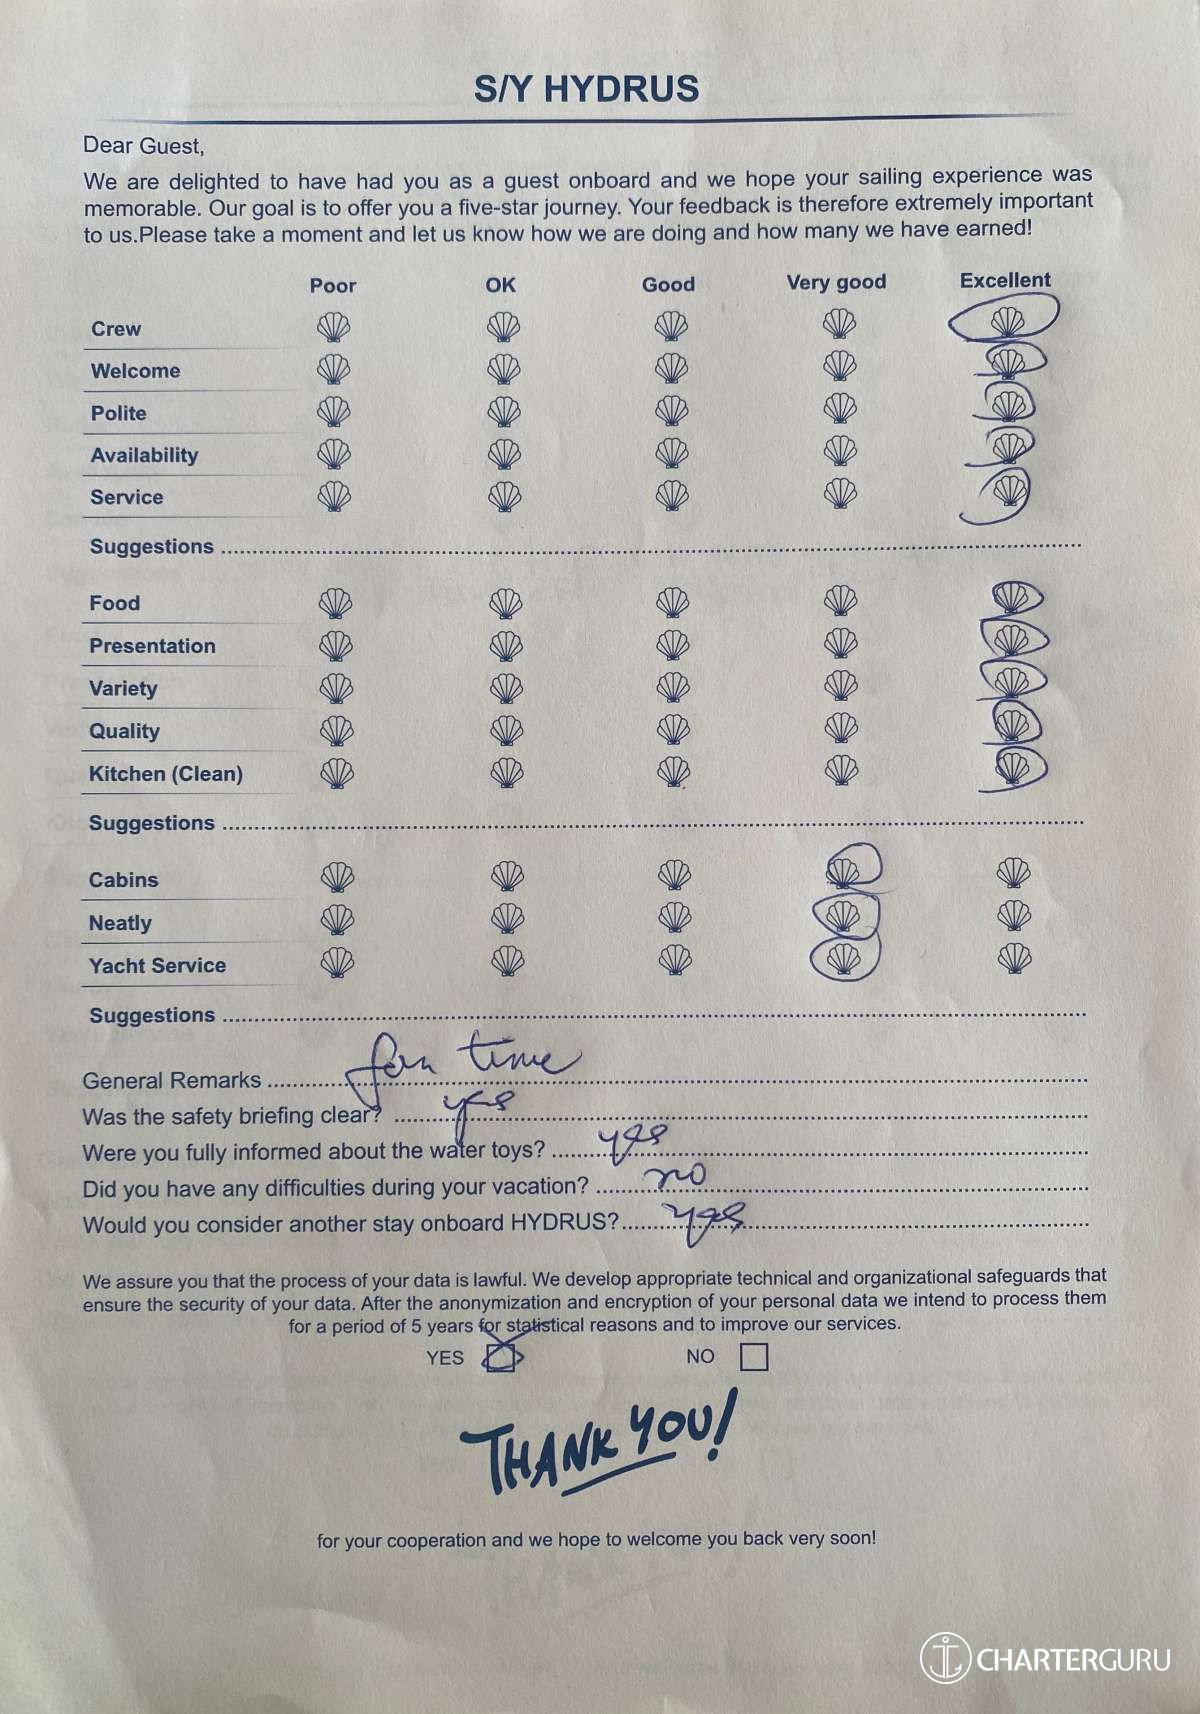 S/Y HYDRUS
Dear Guest,
We are delighted to have had you as a guest onboard and we hope your sailing experience was
memorable. Our goal is to offer you a five-star journey. Your feedback is therefore extremely important
to us.Please take a moment and let us know how we are doing and how many we have earned!
Poor OK Good Very good Excellent
Crew
Welcome
Polite
Availability
Service
Suggestions
Food
Presentation
Variety
Quality
Kitchen (Clean)
Suggestions
Cabins
Neatly
Yacht Service
Suggestions
General Remarks fun time
Was the safety briefing clear? yes
Were you fully informed about the water toys? yes
Did you have any difficulties during your vacation? no
Would you consider another stay onboard HYDRUS? yes
We assure you that the process of your data is lawful. We develop appropriate technical and organizational safeguards that
ensure the security of your data. After the anonymization and encryption of your personal data we intend to process them
for a period of 5 years for statistical reasons and to improve our services.
YES NO
THANK YOU!
for your cooperation and we hope to welcome you back very soon!
CHARTERGURU